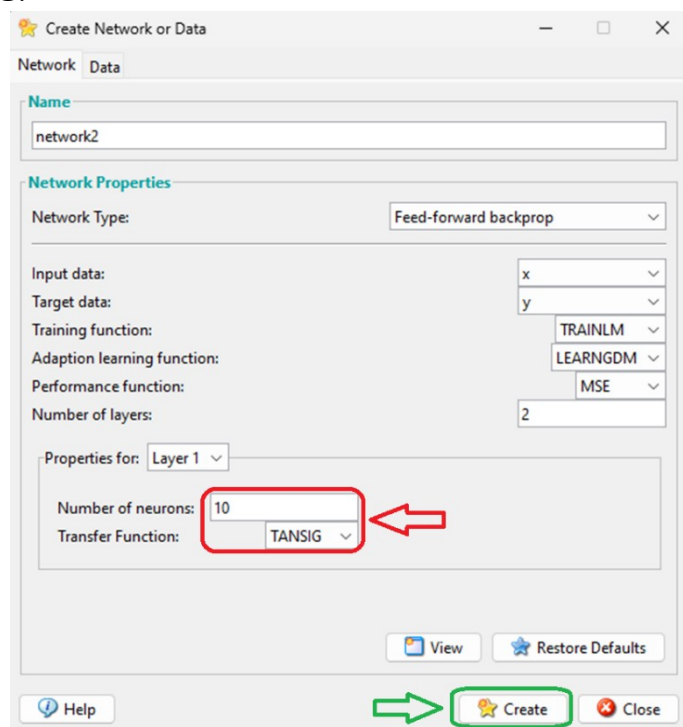 Create Network or Data
Network Data
Name
network2
Network Properties
Network Type: Feed-forward backprop
Input data: x
Target data: y
Training function: TRAINLM
Adaption learning function: LEARNGDM
Performance function: MSE
Number of layers: 2
Properties for: Layer 1
Number of neurons: 10
Transfer Function: TANSIG
View Restore Defaults
Help Create Close